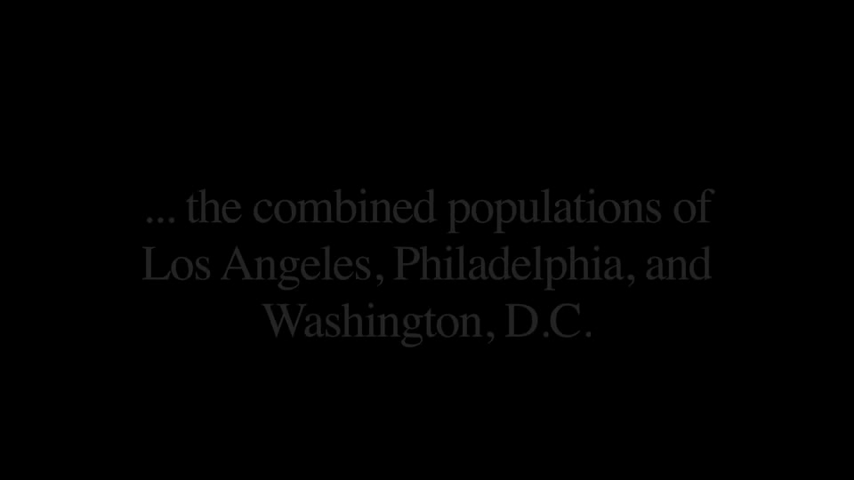 ... the combined populations of
Los Angeles, Philadelphia, and
Washington, D.C.